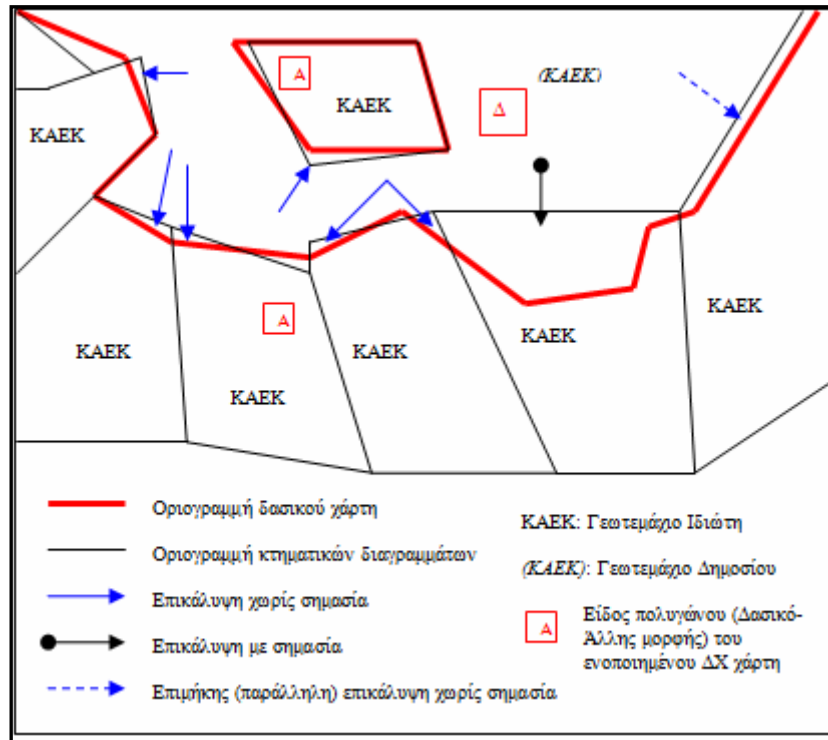 Α
ΚΑΕΚ
(ΚΑΕΚ)
Δ
ΚΑΕΚ
Α
ΚΑΕΚ
ΚΑΕΚ
ΚΑΕΚ
ΚΑΕΚ
ΚΑΕΚ
Οριογραμμή δασικού χάρτη
Οριογραμμή κτηματικών διαγραμμάτων
Επικάλυψη χωρίς σημασία
Επικάλυψη με σημασία
Επιμήκης (παράλληλη) επικάλυψη χωρίς σημασία
ΚΑΕΚ: Γεωτεμάχιο Ιδιώτη
(ΚΑΕΚ): Γεωτεμάχιο Δημοσίου
Α
Είδος πολυγώνου (Δασικό-
Άλλης μορφής) του
ενοποιημένου ΔΧ χάρτη